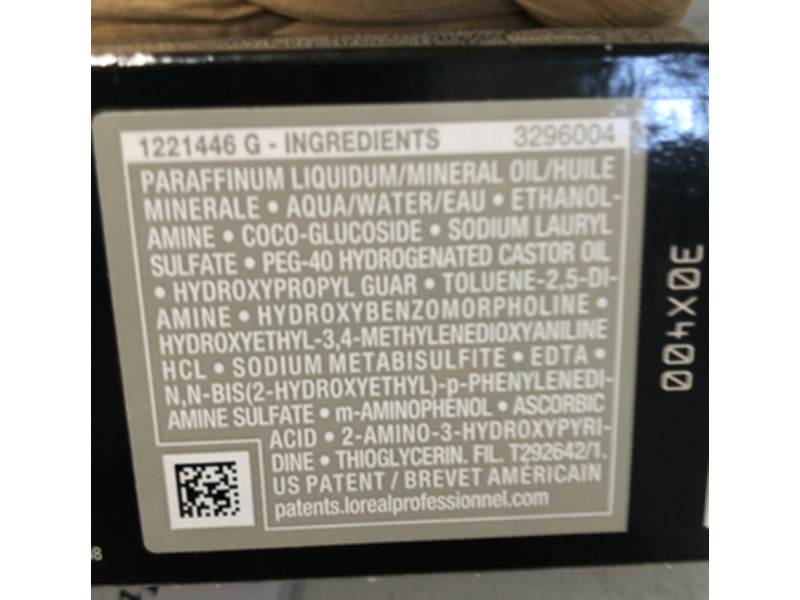 1221446 G - INGREDIENTS 3296004
PARAFFINUM LIQUIDUM/MINERAL OIL/HUILE
MINERALE • AQUA/WATER/EAU • ETHANOL-
AMINE • COCO-GLUCOSIDE • SODIUM LAURYL
SULFATE • PEG-40 HYDROGENATED CASTOR OIL
• HYDROXYPROPYL GUAR • TOLUENE-2,5-DI-
AMINE • HYDROXYBENZOMORPHOLINE •
HYDROXYETHYL-3,4-METHYLENEDIOXYANILINE
HCL • SODIUM METABISULFITE • EDTA •
N,N-BIS(2-HYDROXYETHYL)-p-PHENYLENEDI-
AMINE SULFATE • m-AMINOPHENOL • ASCORBIC
ACID • 2-AMINO-3-HYDROXYPYRI-
DINE • THIOGLYCERIN. FIL. T292642/1.
US PATENT / BREVET AMÉRICAIN
patents.lorealprofessionnel.com
30X400